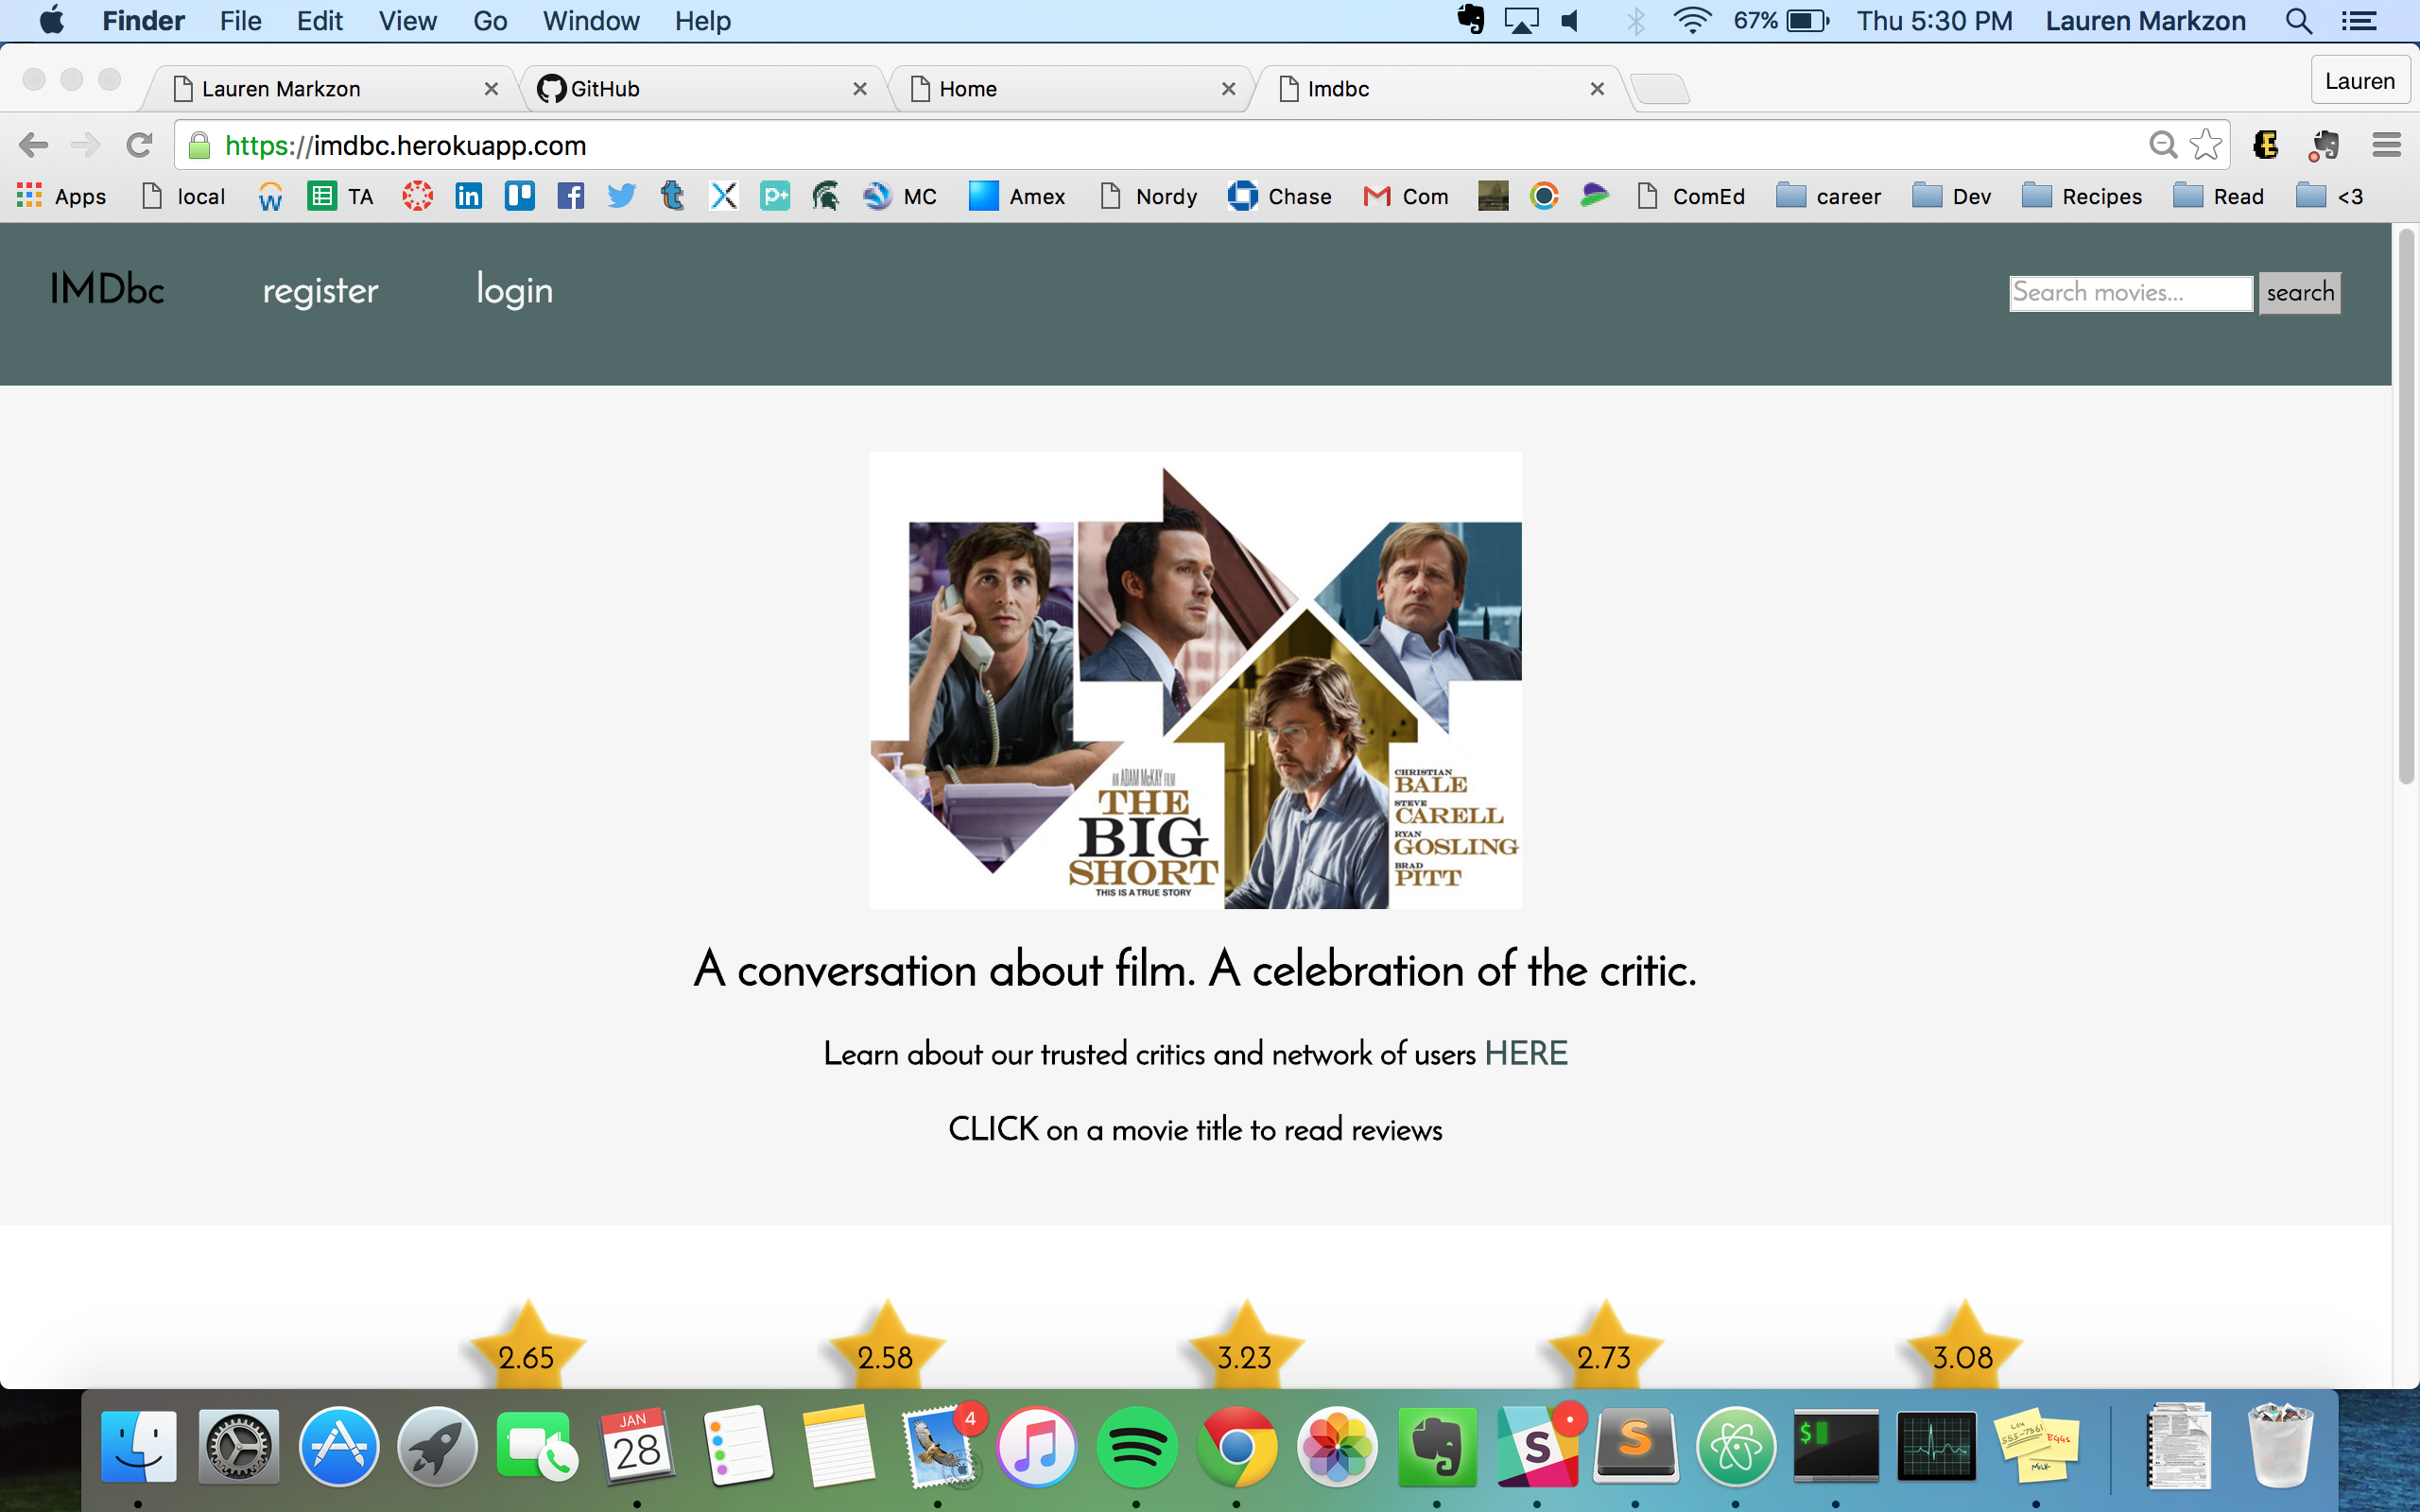 Finder File Edit View Go Window Help 67% Thu 5:30 PM Lauren Markzon
Lauren Markzon GitHub Home Imdbc Lauren
https://imdbc.herokuapp.com
Apps local TA MC Amex Nordy Chase Com ComEd career Dev Recipes Read <3
IMDbc register login Search movies... search
AN ADAM McKAY FILM
THE
BIG
SHORT
THIS IS A TRUE STORY
CHRISTIAN
BALE
STEVE
CARELL
RYAN
GOSLING
BRAD
PITT
A conversation about film. A celebration of the critic.
Learn about our trusted critics and network of users HERE
CLICK on a movie title to read reviews
2.65 2.58 3.23 2.73 3.08
JAN
28
4
555-7361
EGGS
MILK